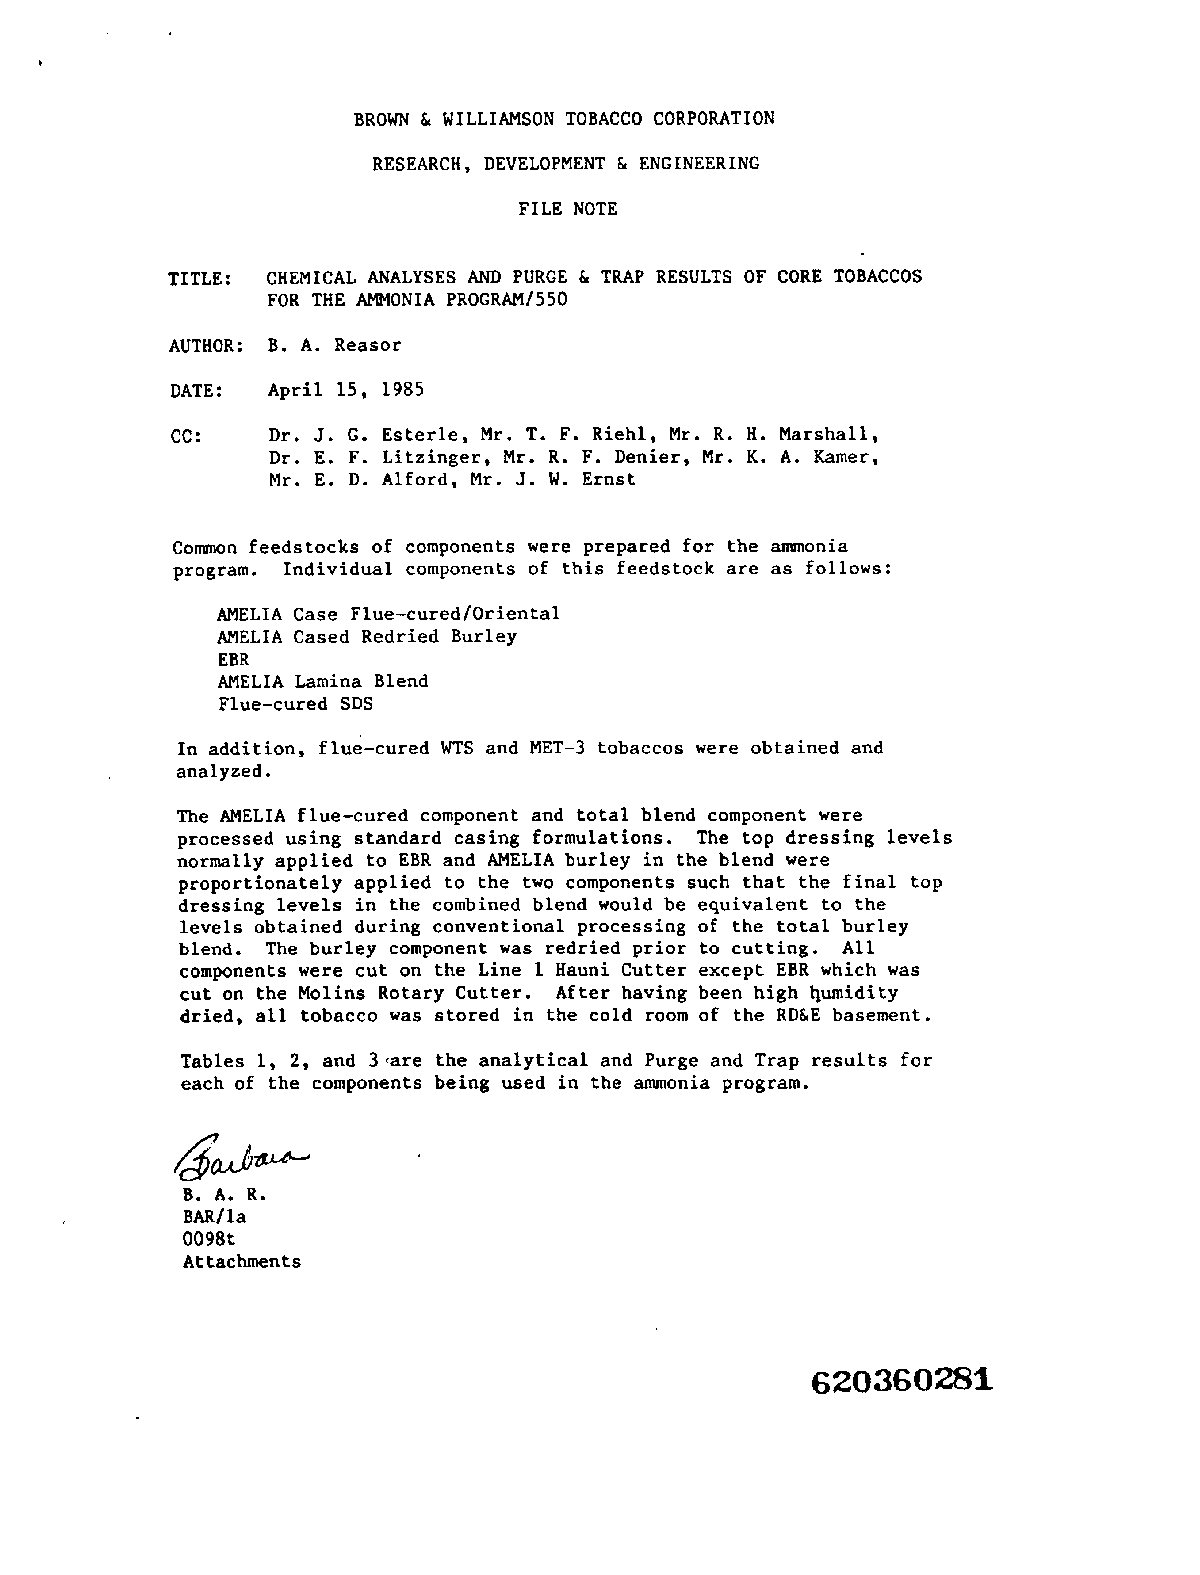 BROWN & WILLIAMSON TOBACCO CORPORATION
RESEARCH, DEVELOPMENT & ENGINEERING
FILE NOTE
TITLE: CHEMICAL ANALYSES AND PURGE & TRAP RESULTS OF CORE TOBACCOS
FOR THE AMMONIA PROGRAM/550
AUTHOR: B. A. Reasor
DATE: April 15, 1985
CC: Dr. J. G. Esterle, Mr. T. F. Riehl, Mr. R. H. Marshall,
Dr. E. F. Litzinger, Mr. R. F. Denier, Mr. K. A. Kamer,
Mr. E. D. Alford, Mr. J. W. Ernst
Common feedstocks of components were prepared for the ammonia
program. Individual components of this feedstock are as follows:
AMELIA Case Flue-cured/Oriental
AMELIA Cased Redried Burley
EBR
AMELIA Lamina Blend
Flue-cured SDS
In addition, flue-cured WTS and MET-3 tobaccos were obtained and
analyzed.
The AMELIA flue-cured component and total blend component were
processed using standard casing formulations. The top dressing levels
normally applied to EBR and AMELIA burley in the blend were
proportionately applied to the two components such that the final top
dressing levels in the combined blend would be equivalent to the
levels obtained during conventional processing of the total burley
blend. The burley component was redried prior to cutting. All
components were cut on the Line 1 Hauni Cutter except EBR which was
cut on the Molins Rotary Cutter. After having been high humidity
dried, all tobacco was stored in the cold room of the RD&E basement.
Tables 1, 2, and 3 are the analytical and Purge and Trap results for
each of the components being used in the ammonia program.
Barbara
B. A. R.
BAR/la
0098t
Attachments
620360281